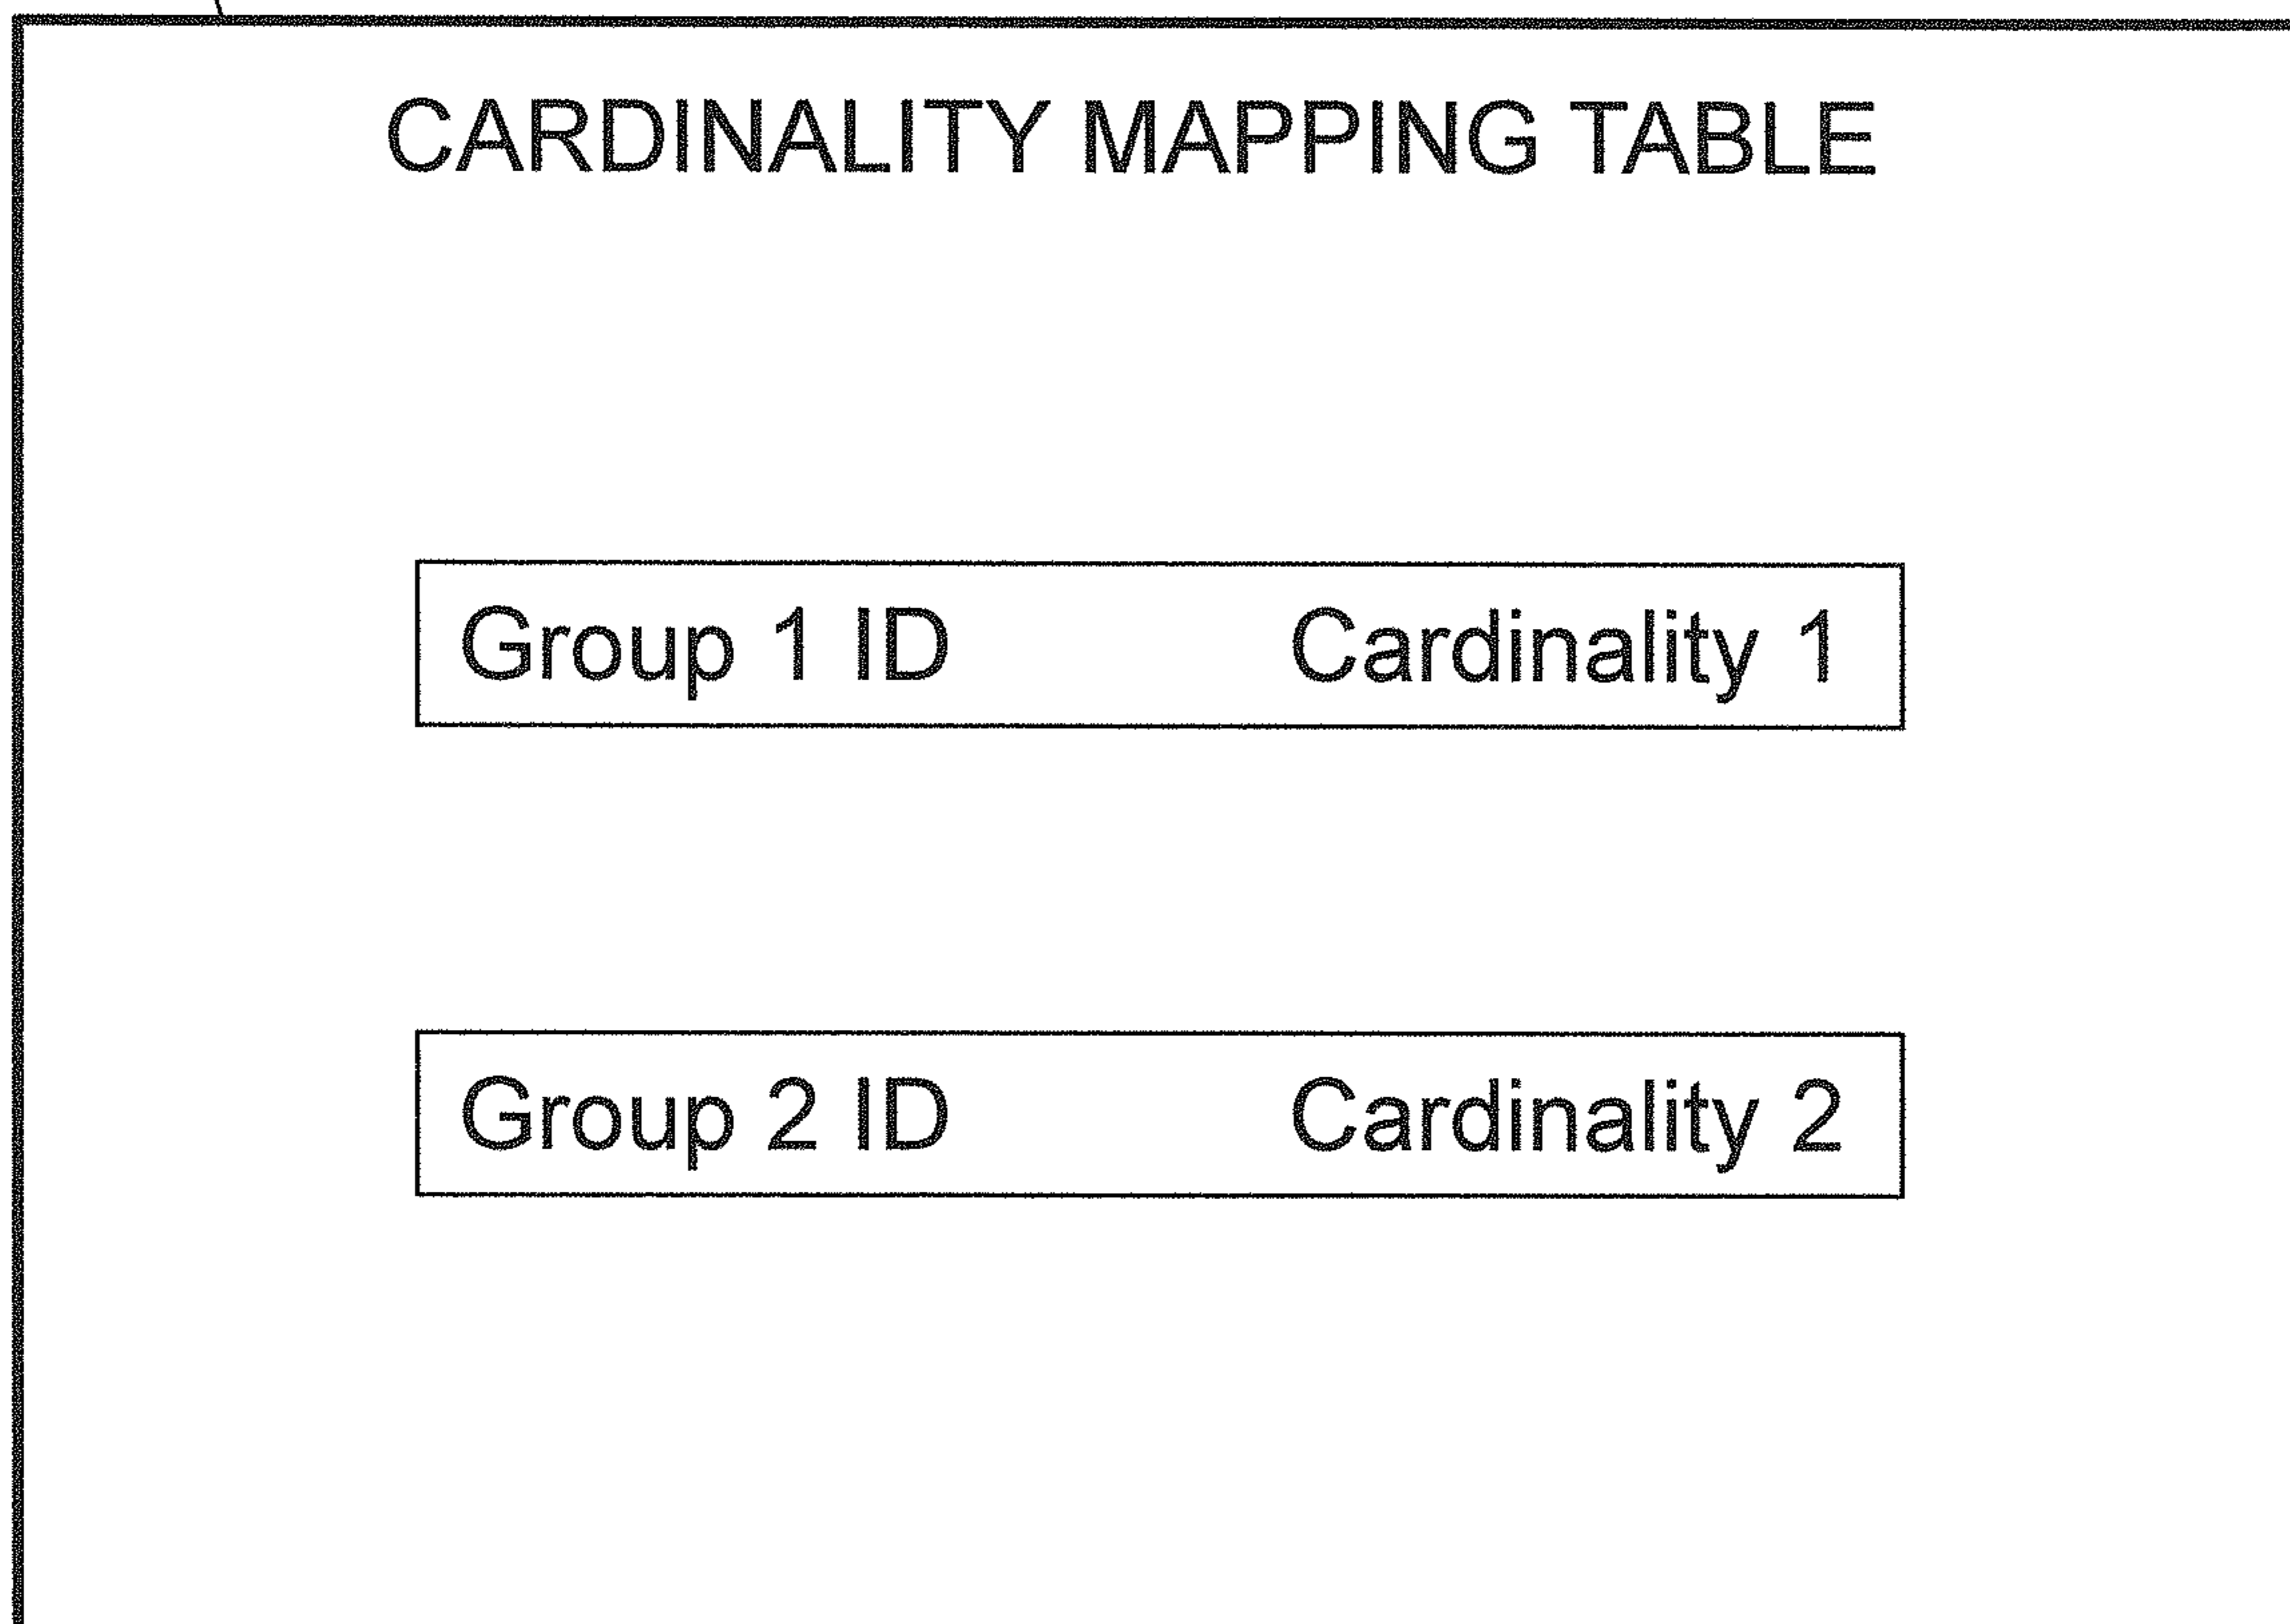 CARDINALITY MAPPING TABLE
Group 1 ID Cardinality 1
Group 2 ID Cardinality 2